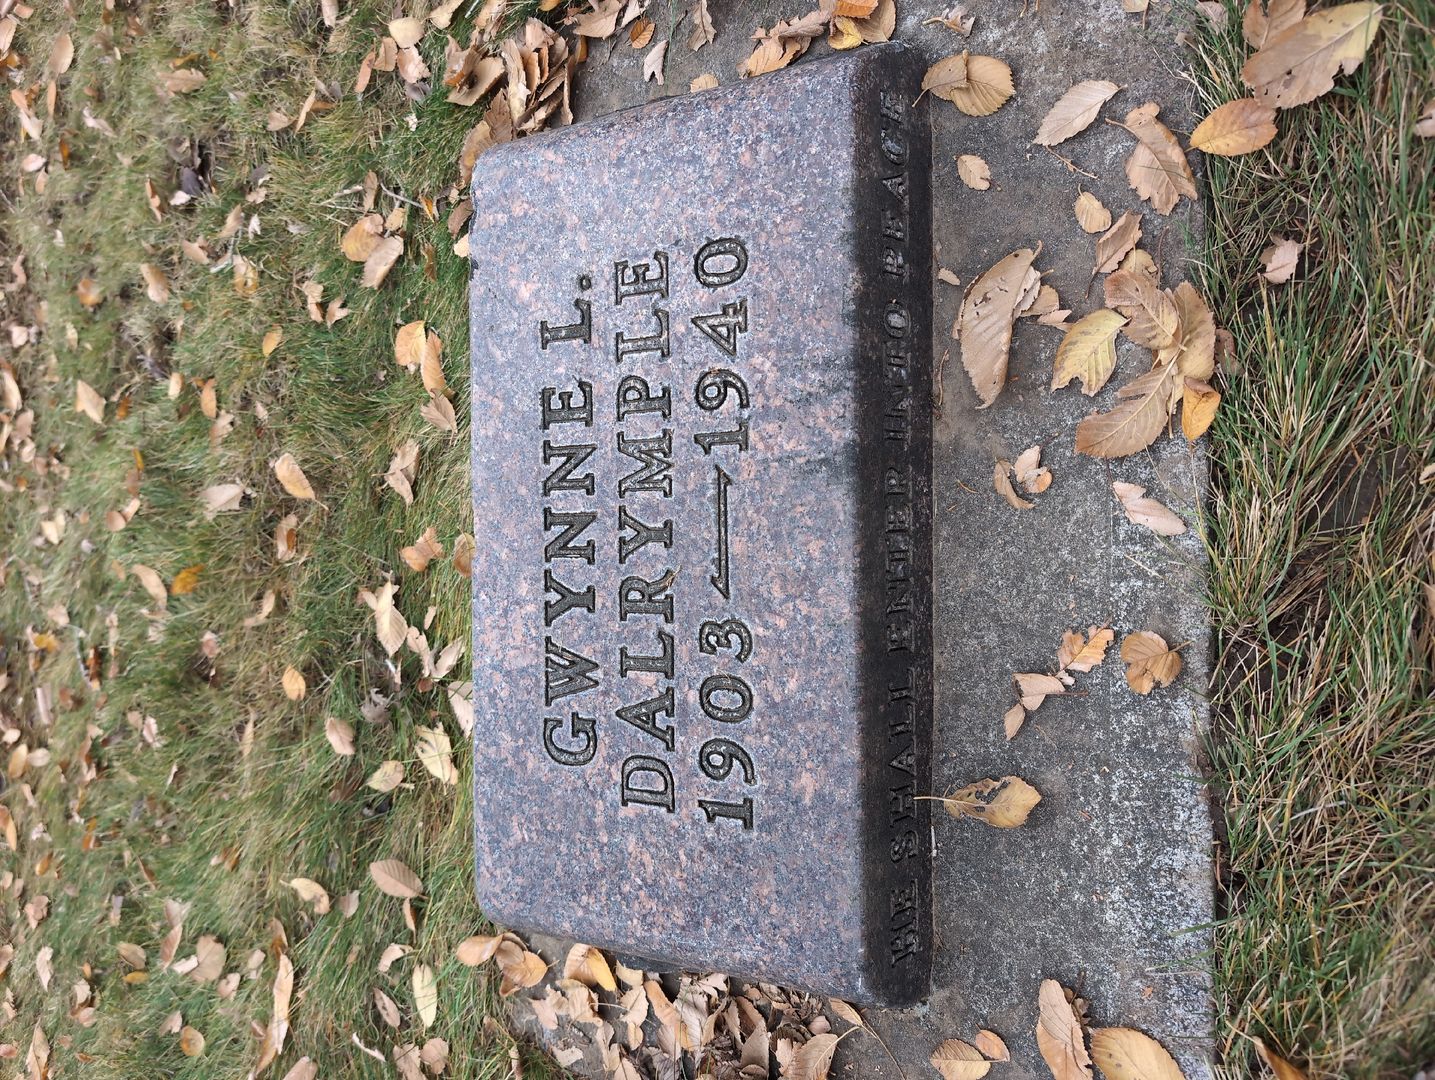 GWYNNE L.
DALRYMPLE
1903 — 1940
HE SHALL ENTER INTO PEACE